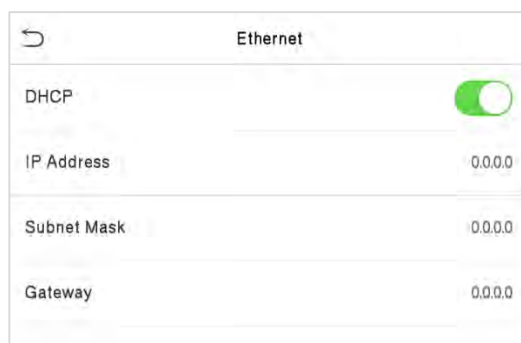 Ethernet
DHCP
IP Address 0.0.0.0
Subnet Mask 0.0.0.0
Gateway 0.0.0.0